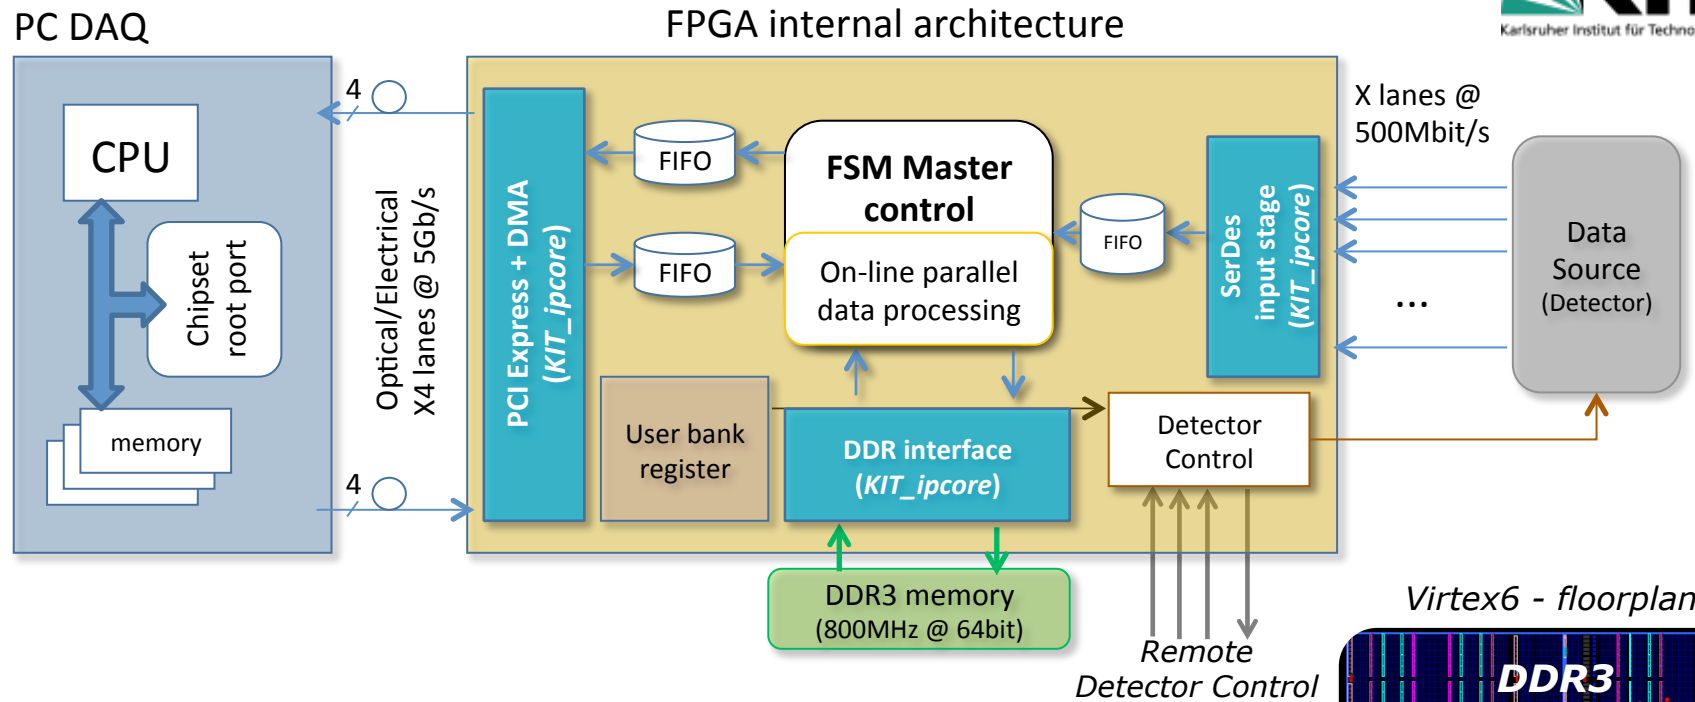 PC DAQ
FPGA internal architecture
Karlsruher Institut für Techno
CPU
Chipset
root port
memory
4
Optical/Electrical
X4 lanes @ 5Gb/s
4
PCI Express + DMA
(KIT_ipcore)
FIFO
FIFO
FSM Master
control
On-line parallel
data processing
FIFO
SerDes
input stage
(KIT_ipcore)
X lanes @
500Mbit/s
...
Data
Source
(Detector)
User bank
register
DDR interface
(KIT_ipcore)
Detector
Control
DDR3 memory
(800MHz @ 64bit)
Remote
Detector Control
Virtex6 - floorplan
DDR3